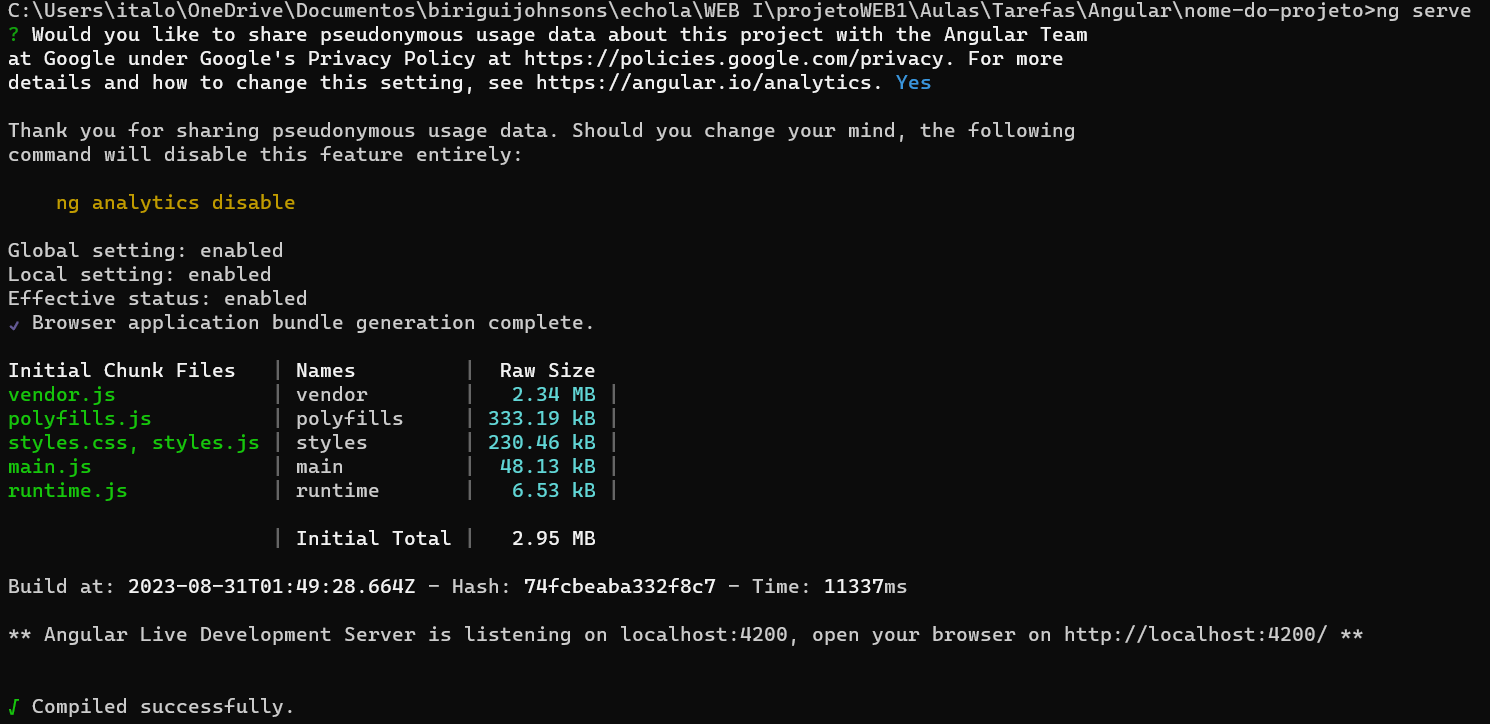 C:\Users\italo\OneDrive\Documentos\biriguijohnsons\echola\WEB I\projetoWEB1\Aulas\Tarefas\Angular\nome-do-projeto>ng serve
? Would you like to share pseudonymous usage data about this project with the Angular Team
at Google under Google's Privacy Policy at https://policies.google.com/privacy. For more
details and how to change this setting, see https://angular.io/analytics. Yes

Thank you for sharing pseudonymous usage data. Should you change your mind, the following
command will disable this feature entirely:

    ng analytics disable

Global setting: enabled
Local setting: enabled
Effective status: enabled
✔ Browser application bundle generation complete.

Initial Chunk Files   | Names         |  Raw Size
vendor.js             | vendor        |   2.34 MB |
polyfills.js          | polyfills     | 333.19 kB |
styles.css, styles.js | styles        | 230.46 kB |
main.js               | main          |  48.13 kB |
runtime.js            | runtime       |   6.53 kB |

                      | Initial Total |   2.95 MB

Build at: 2023-08-31T01:49:28.664Z - Hash: 74fcbeaba332f8c7 - Time: 11337ms

** Angular Live Development Server is listening on localhost:4200, open your browser on http://localhost:4200/ **


√ Compiled successfully.